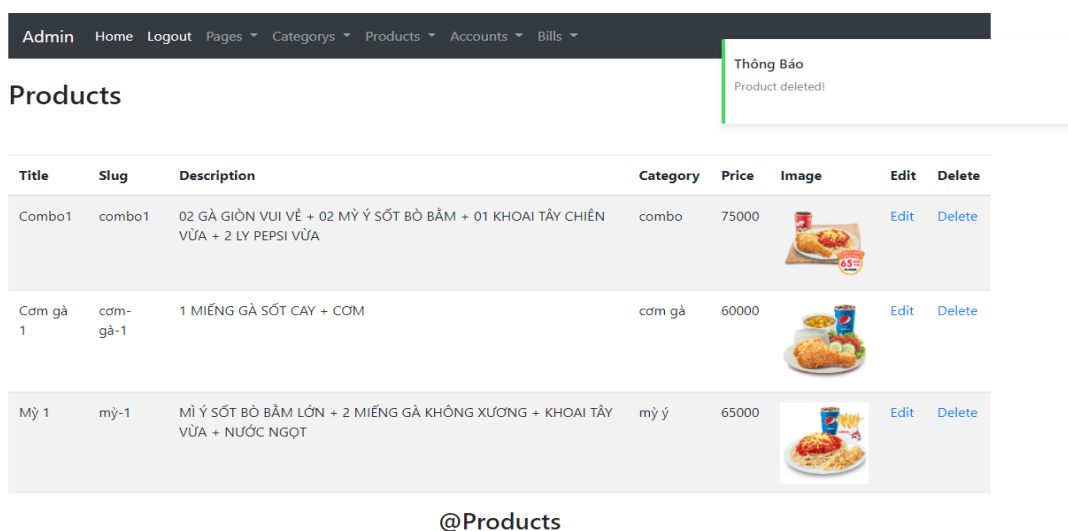 Admin Home Logout Pages Categorys Products Accounts Bills
Thông Báo
Product deleted!
Products
Title Slug Description Category Price Image Edit Delete
Combo1 combo1 02 GÀ GIÒN VUI VẺ + 02 MỲ Ý SỐT BÒ BẰM + 01 KHOAI TÂY CHIÊN combo 75000 Edit Delete
VỪA + 2 LY PEPSI VỪA
65
Cơm gà cơm- 1 MIẾNG GÀ SỐT CAY + CƠM cơm gà 60000 Edit Delete
1 gà-1
Mỳ 1 mỳ-1 MÌ Ý SỐT BÒ BẰM LỚN + 2 MIẾNG GÀ KHÔNG XƯƠNG + KHOAI TÂY mỳ ý 65000 Edit Delete
VỪA + NƯỚC NGỌT
@Products